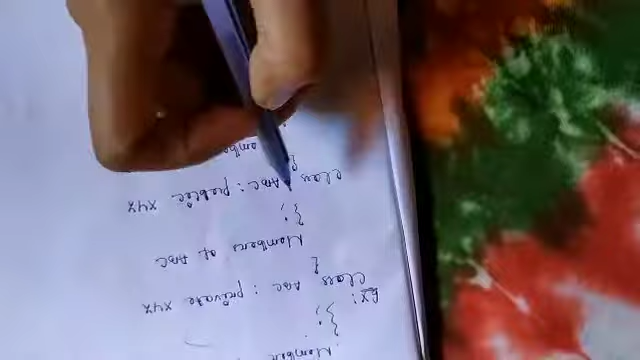 };
Ex:
class ABC : private XYZ
{
Members of ABC
};
class ABC : public XYZ
{